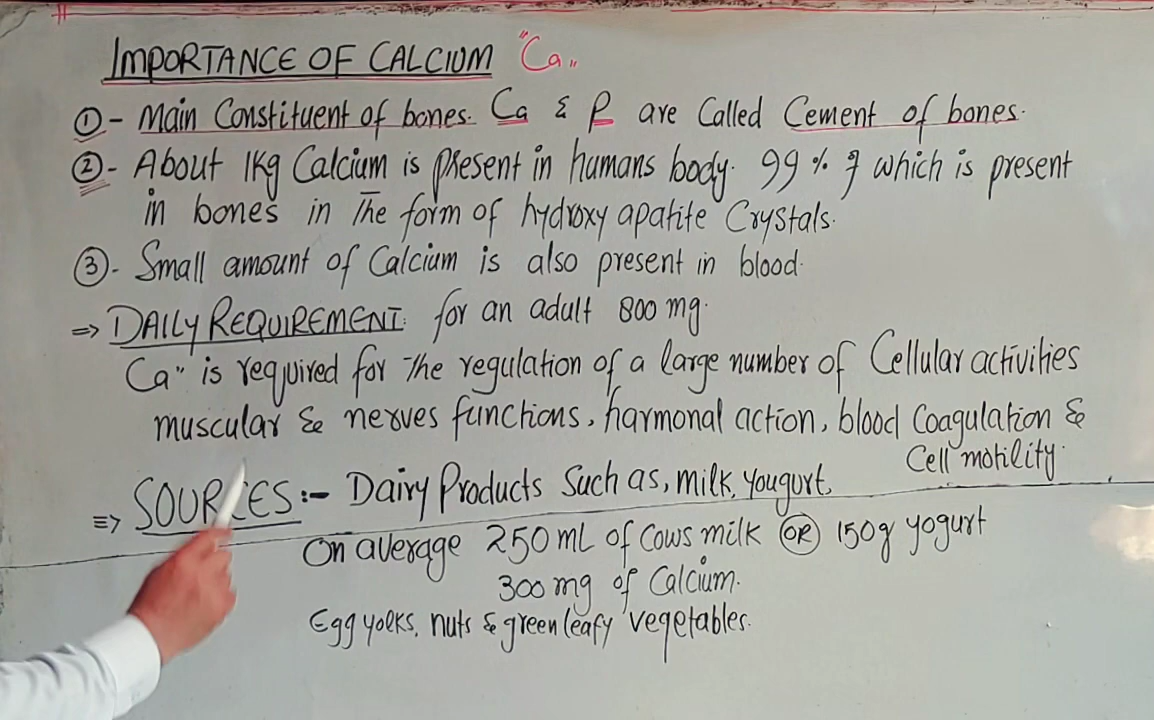 IMPORTANCE OF CALCIUM "Ca"
①- Main Constituent of bones. Ca & P are Called Cement of bones.
②- About 1Kg Calcium is present in humans body. 99% of which is present
in bones in The form of hydroxy apatite Crystals.
③- Small amount of Calcium is also present in blood.
⇒ DAILY REQUIREMENT: for an adult 800 mg.
Ca" is required for The regulation of a large number of Cellular activities
muscular & nerves functions, harmonal action, blood Coagulation &
Cell motility.
⇒ SOURCES:- Dairy Products Such as, milk, yougurt,
On average 250 mL of Cows milk OR 150g yogurt
300 mg of Calcium.
Egg yolks, nuts & green leafy vegetables.